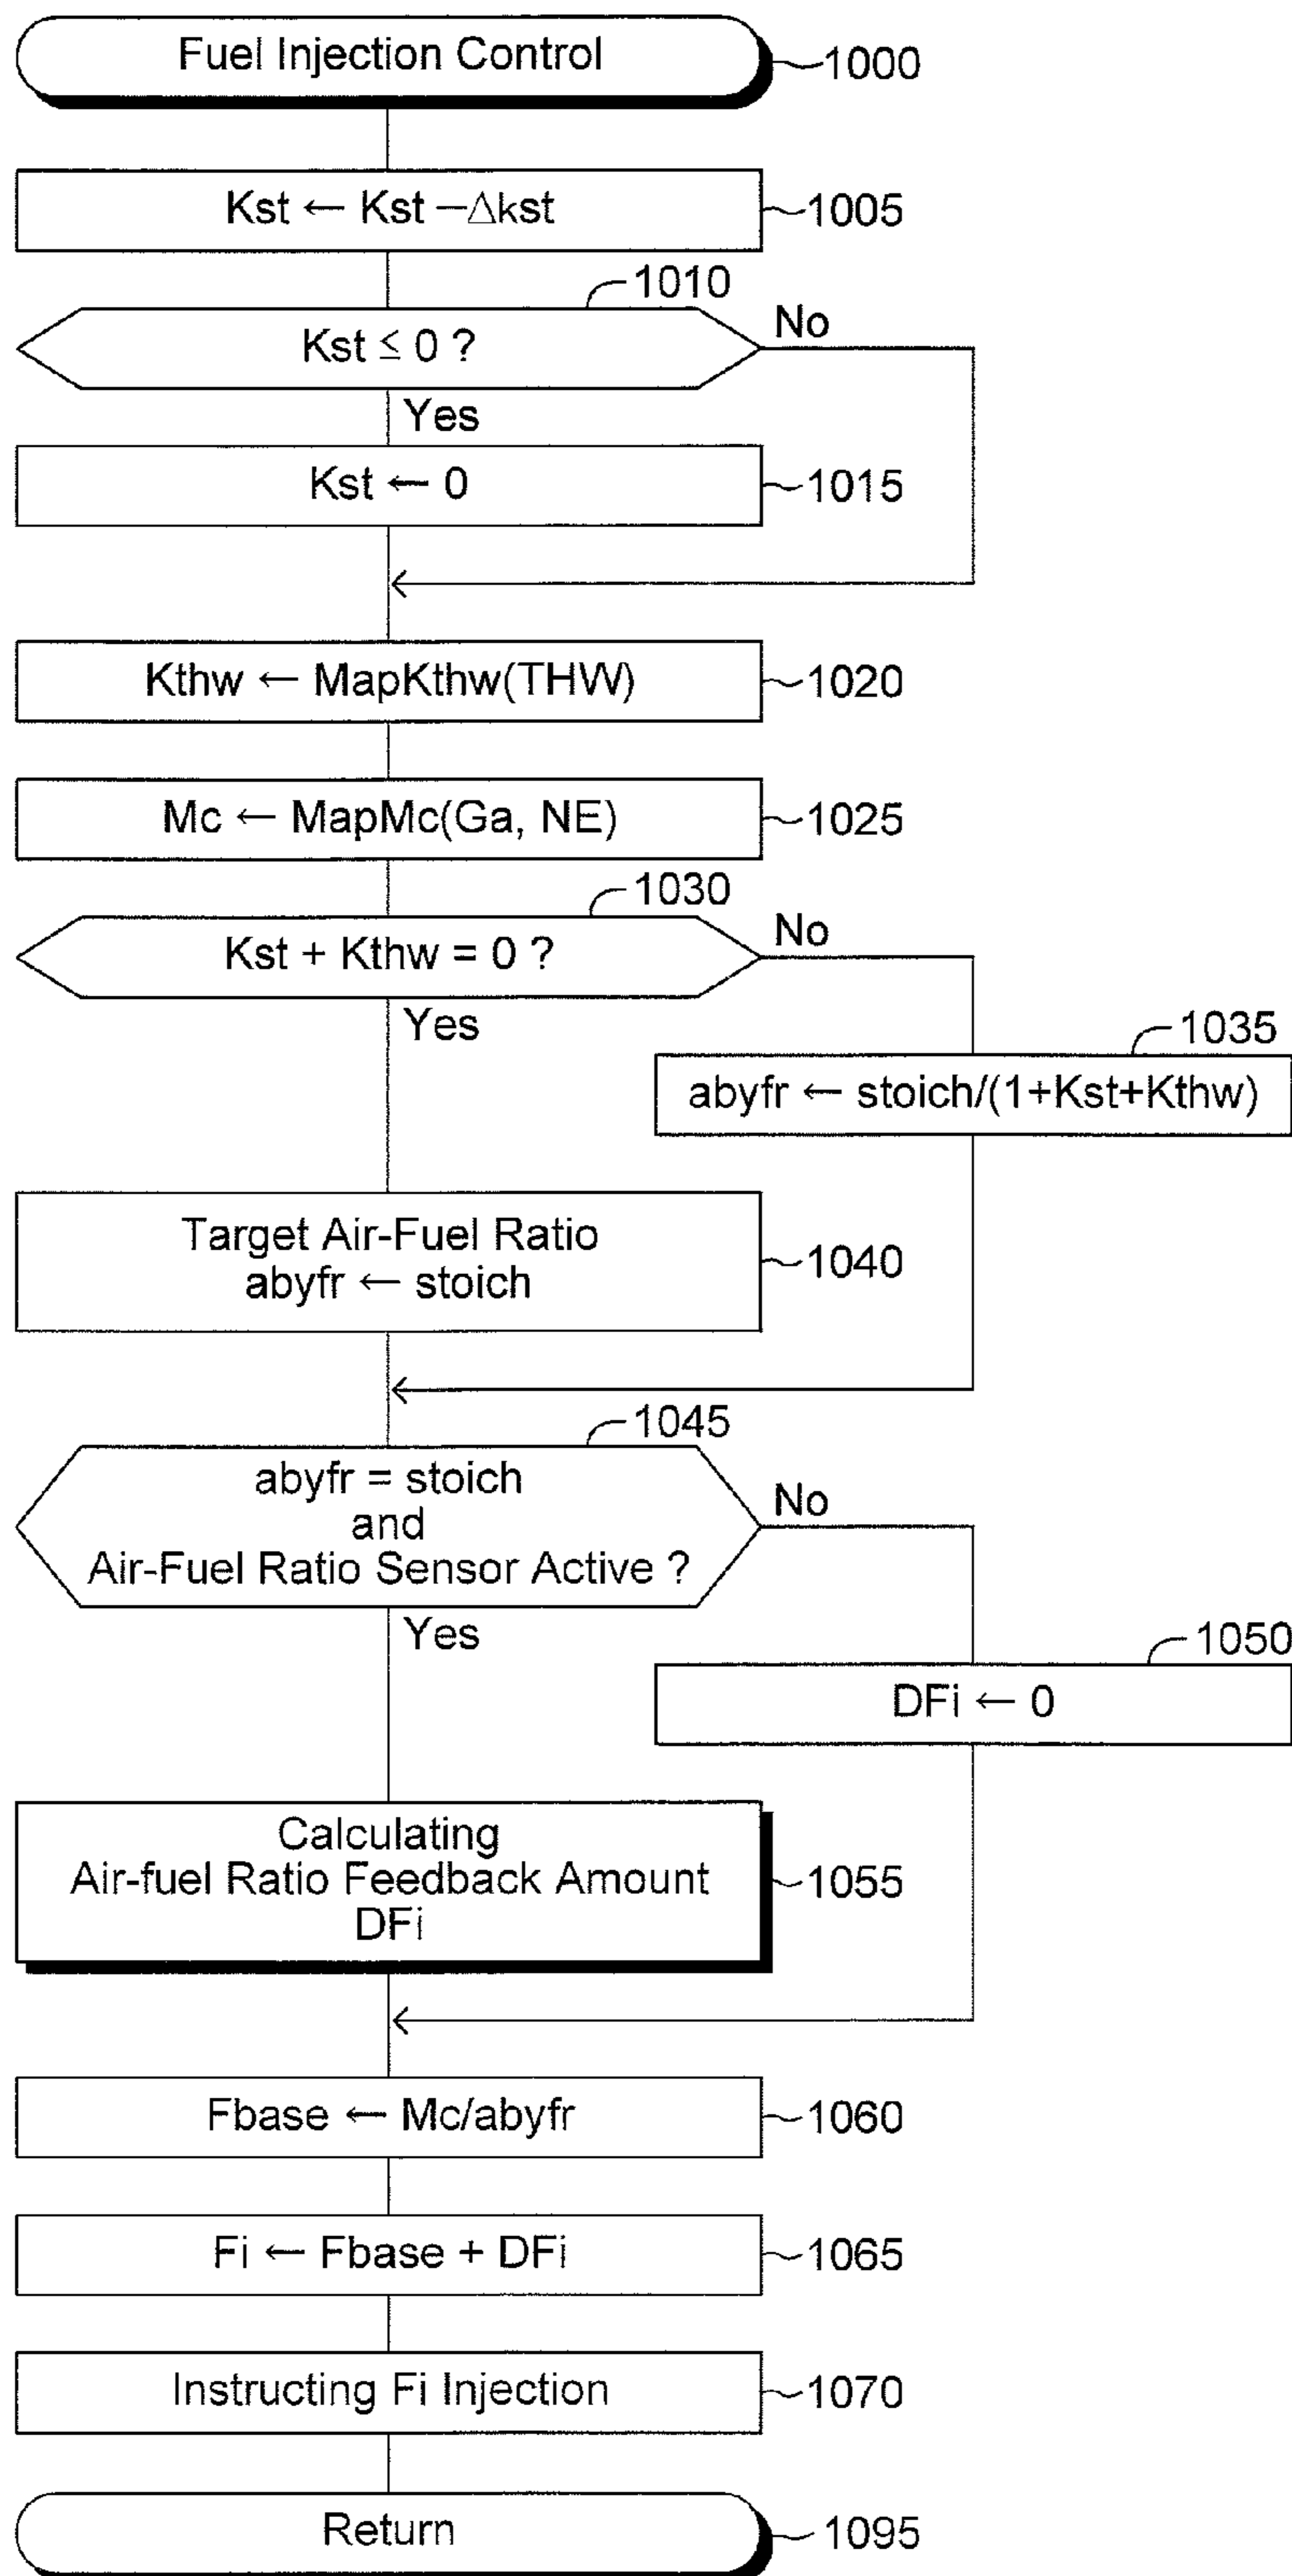 Fuel Injection Control
1000
Kst ← Kst −Δkst
1005
1010
Kst ≦ 0 ?
No
Yes
Kst ← 0
1015
Kthw ← MapKthw(THW)
1020
Mc ← MapMc(Ga, NE)
1025
1030
Kst + Kthw = 0 ?
No
Yes
1035
abyfr ← stoich/(1+Kst+Kthw)
Target Air-Fuel Ratio
abyfr ← stoich
1040
1045
abyfr = stoich
and
Air-Fuel Ratio Sensor Active ?
No
Yes
1050
DFi ← 0
Calculating
Air-fuel Ratio Feedback Amount
DFi
1055
Fbase ← Mc/abyfr
1060
Fi ← Fbase + DFi
1065
Instructing Fi Injection
1070
Return
1095